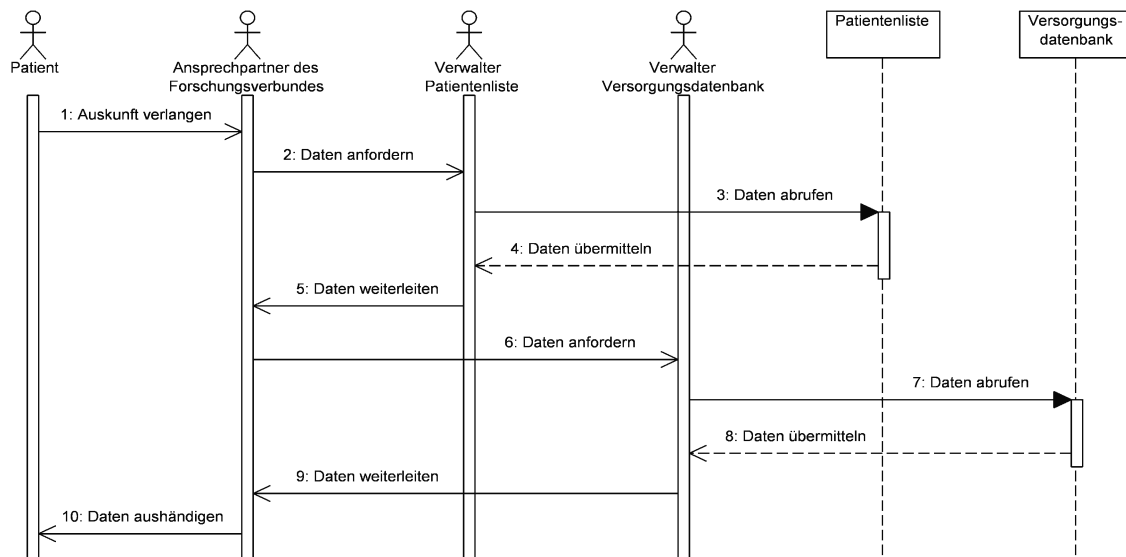 Patient
Ansprechpartner des
Forschungsverbundes
Verwalter
Patientenliste
Verwalter
Versorgungsdatenbank
Patientenliste
Versorgungs-
datenbank
1: Auskunft verlangen
2: Daten anfordern
3: Daten abrufen
4: Daten übermitteln
5: Daten weiterleiten
6: Daten anfordern
7: Daten abrufen
8: Daten übermitteln
9: Daten weiterleiten
10: Daten aushändigen